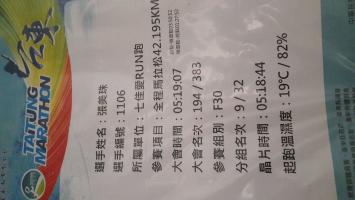 台東
TAITUNG
MARATHON
選手姓名：張美珠
選手編號：1106
所屬單位：七佳愛RUN跑
參賽項目：全程馬拉松42.195KM
大會時間：05:19:07
大會名次：194 / 383
參賽組別：F30
分組名次：9 / 32
晶片時間：05:18:44
起跑溫濕度：19℃ / 82%